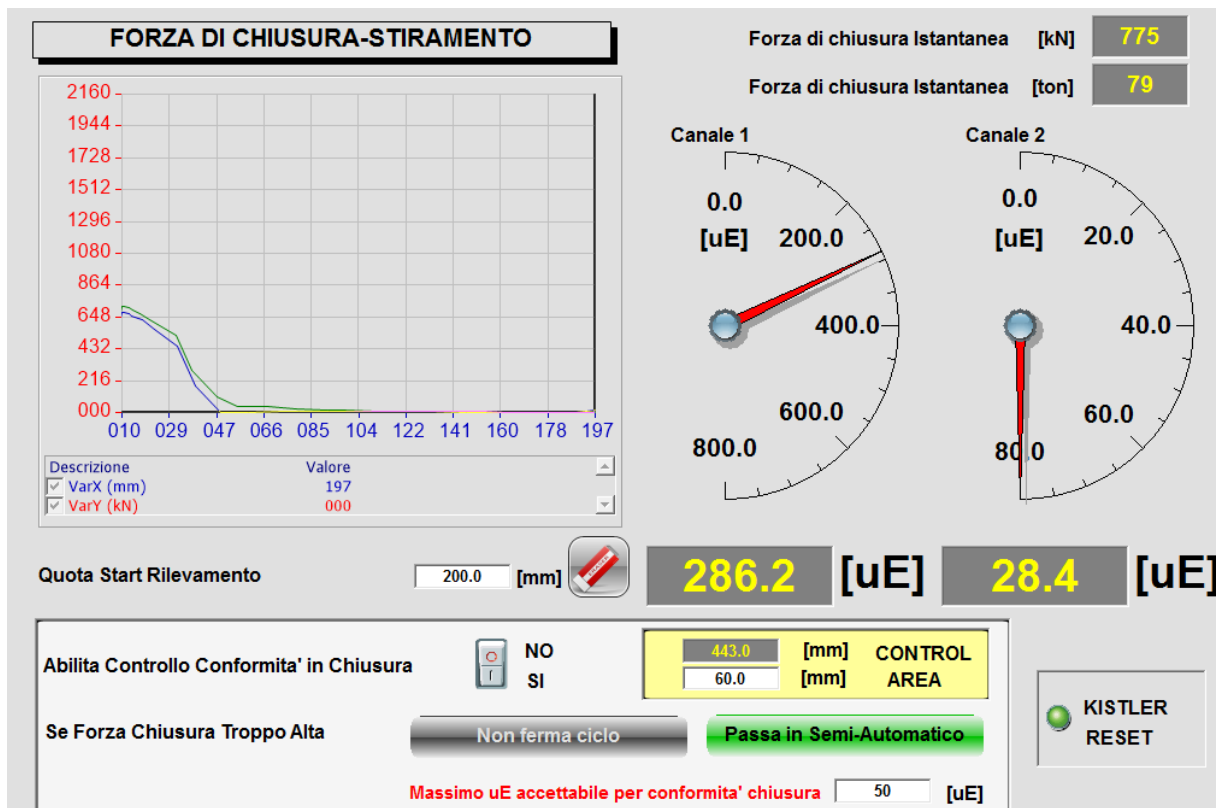 FORZA DI CHIUSURA-STIRAMENTO
Forza di chiusura Istantanea [kN] 775
Forza di chiusura Istantanea [ton] 79
2160
1944
1728
1512
1296
1080
864
648
432
216
000
010 029 047 066 085 104 122 141 160 178 197
Descrizione Valore
VarX (mm) 197
VarY (kN) 000
Canale 1
0.0
[uE] 200.0
400.0
600.0
800.0
Canale 2
0.0
[uE] 20.0
40.0
60.0
80.0
Quota Start Rilevamento 200.0 [mm]
286.2 [uE] 28.4 [uE]
Abilita Controllo Conformita' in Chiusura
NO
SI
443.0 [mm] CONTROL
60.0 [mm] AREA
Se Forza Chiusura Troppo Alta Non ferma ciclo Passa in Semi-Automatico
KISTLER
RESET
Massimo uE accettabile per conformita' chiusura 50 [uE]